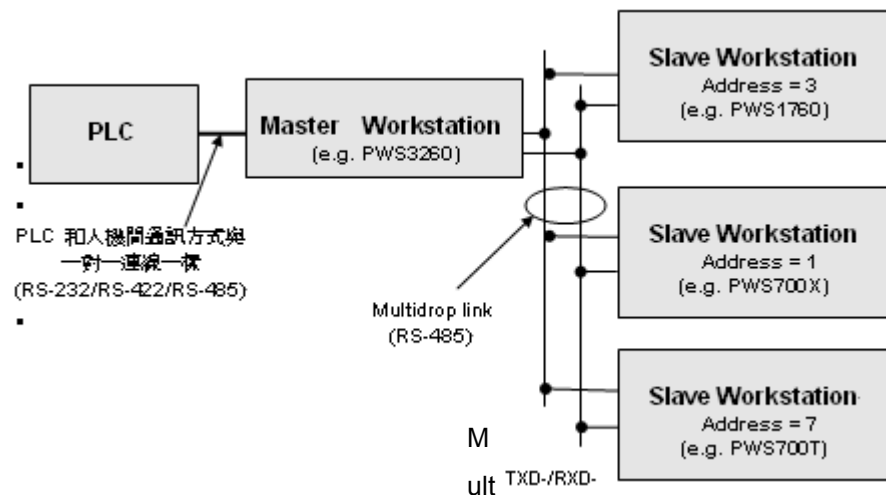 PLC
Master Workstation
(e.g. PWS3260)
Slave Workstation
Address = 3
(e.g. PWS1760)
PLC 和人機間通訊方式與
一對一連線一樣
(RS-232/RS-422/RS-485)
Multidrop link
(RS-485)
Slave Workstation
Address = 1
(e.g. PWS700X)
Slave Workstation
Address = 7
(e.g. PWS700T)
M
ult
TXD-/RXD-